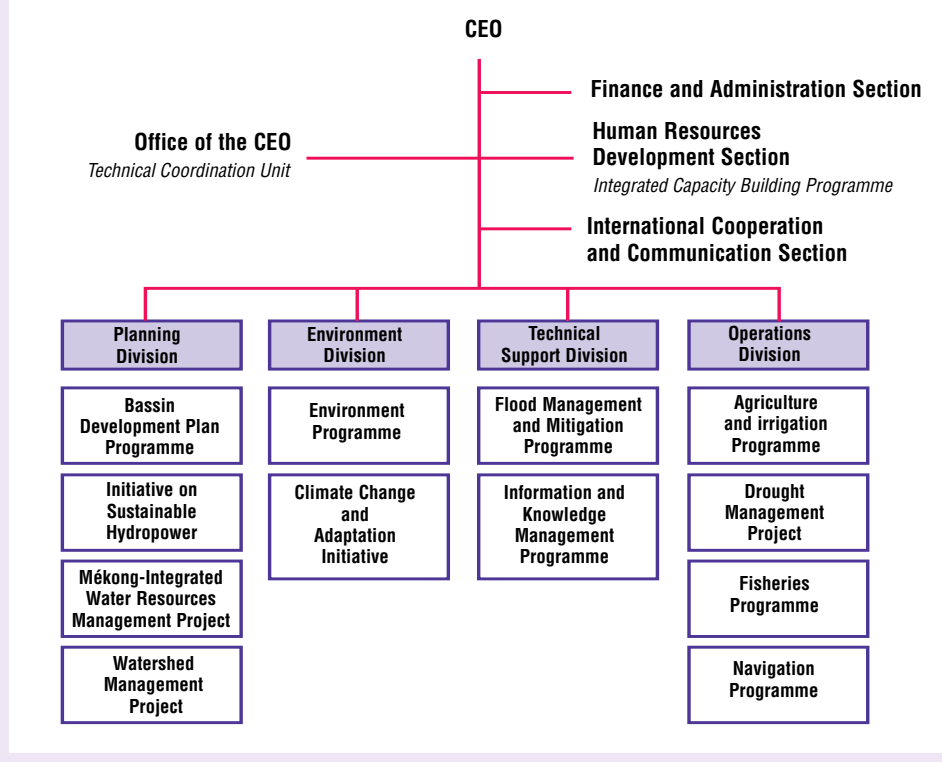 CEO
Finance and Administration Section
Office of the CEO
Technical Coordination Unit
Human Resources
Development Section
Integrated Capacity Building Programme
International Cooperation
and Communication Section
Planning
Division
Bassin
Development Plan
Programme
Initiative on
Sustainable
Hydropower
Mékong-Integrated
Water Resources
Management Project
Watershed
Management
Project
Environment
Division
Environment
Programme
Climate Change
and
Adaptation
Initiative
Technical
Support Division
Flood Management
and Mitigation
Programme
Information and
Knowledge
Management
Programme
Operations
Division
Agriculture
and irrigation
Programme
Drought
Management
Project
Fisheries
Programme
Navigation
Programme